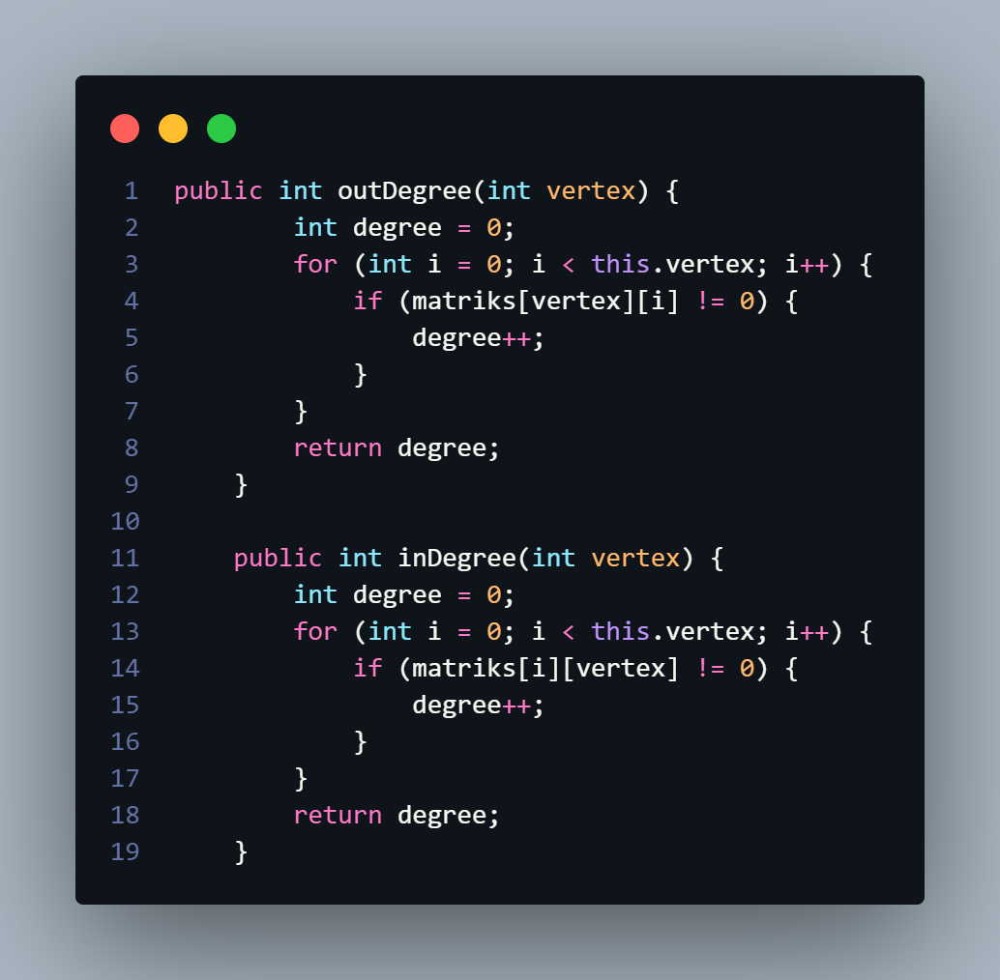 1 public int outDegree(int vertex) {
2         int degree = 0;
3         for (int i = 0; i < this.vertex; i++) {
4             if (matriks[vertex][i] != 0) {
5                 degree++;
6             }
7         }
8         return degree;
9     }
10
11     public int inDegree(int vertex) {
12         int degree = 0;
13         for (int i = 0; i < this.vertex; i++) {
14             if (matriks[i][vertex] != 0) {
15                 degree++;
16             }
17         }
18         return degree;
19     }